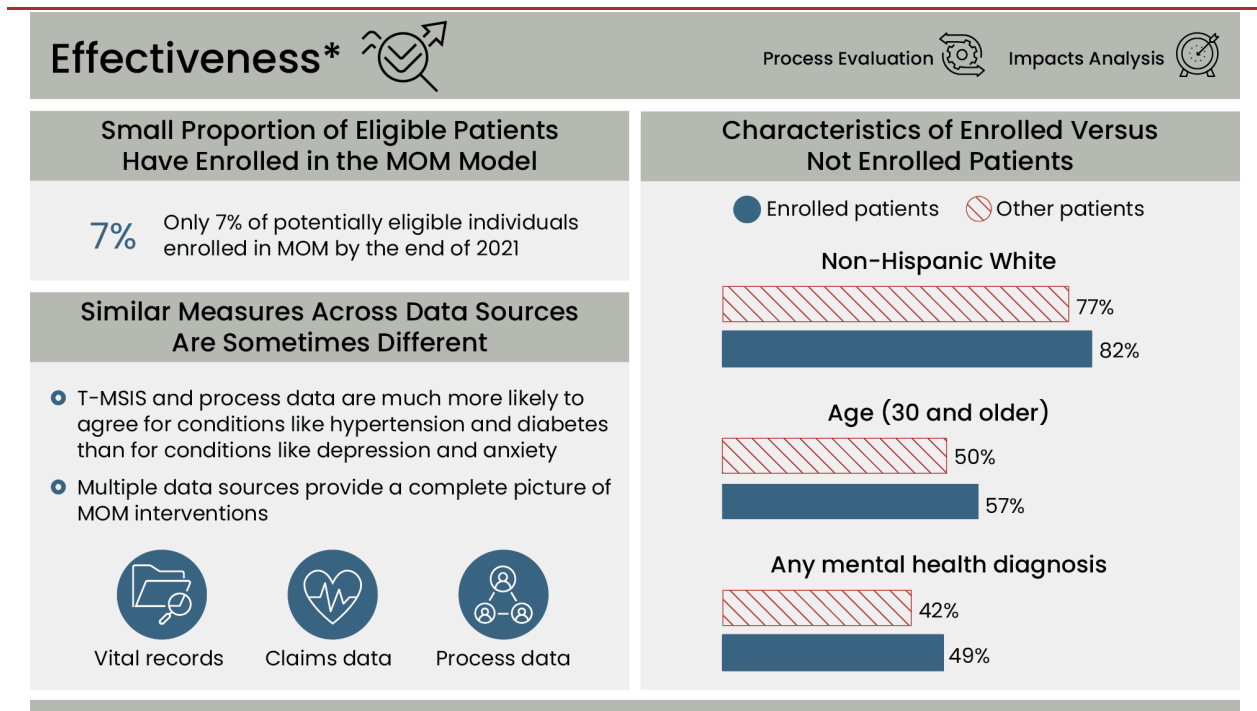 Effectiveness*
Process Evaluation
Impacts Analysis
Small Proportion of Eligible Patients
Have Enrolled in the MOM Model
7%
Only 7% of potentially eligible individuals
enrolled in MOM by the end of 2021
Similar Measures Across Data Sources
Are Sometimes Different
T-MSIS and process data are much more likely to
agree for conditions like hypertension and diabetes
than for conditions like depression and anxiety
Multiple data sources provide a complete picture of
MOM interventions
Vital records
Claims data
Process data
Characteristics of Enrolled Versus
Not Enrolled Patients
Enrolled patients
Other patients
Non-Hispanic White
77%
82%
Age (30 and older)
50%
57%
Any mental health diagnosis
42%
49%